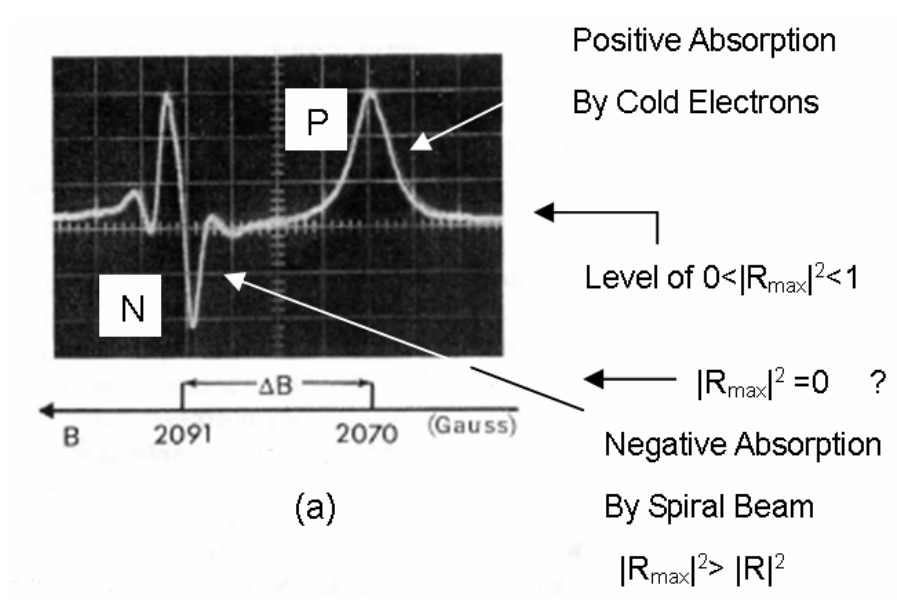 Positive Absorption
By Cold Electrons
P
N
Level of 0<|Rmax|²<1
ΔB
|Rmax|² =0 ?
B 2091 2070 (Gauss)
Negative Absorption
By Spiral Beam
|Rmax|²> |R|²
(a)